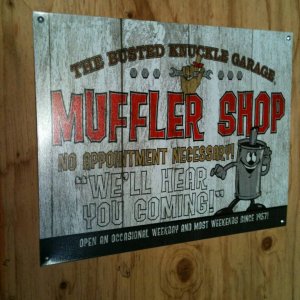 THE BUSTED KNUCKLE GARAGE
MUFFLER SHOP
NO APPOINTMENT NECESSARY!
"WE'LL HEAR
YOU COMING!"
OPEN AN OCCASIONAL WEEKDAY AND MOST WEEKENDS SINCE 1957!